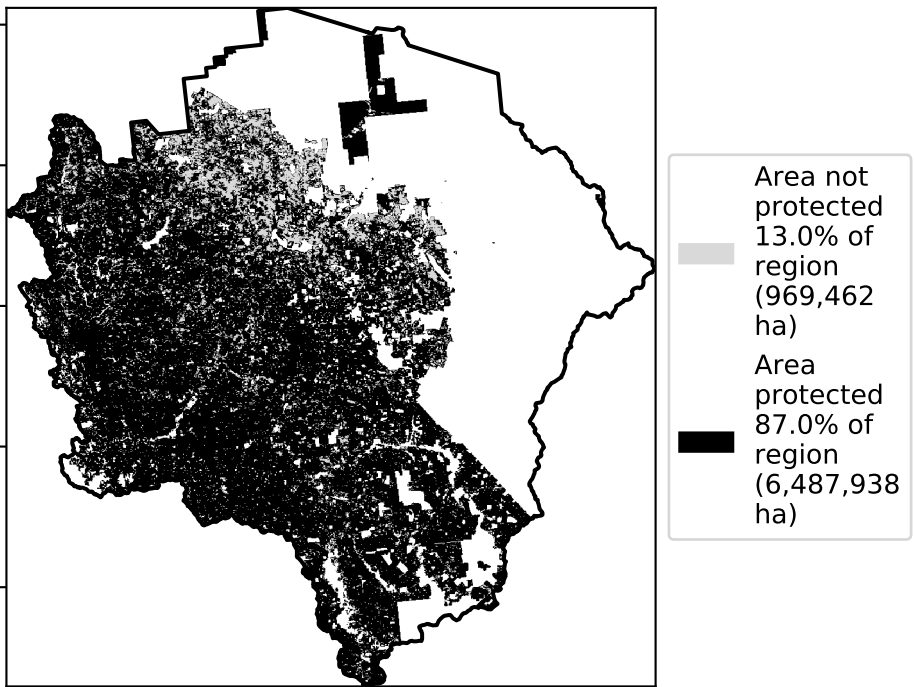 Area not
protected
13.0% of
region
(969,462
ha)
Area
protected
87.0% of
region
(6,487,938
ha)